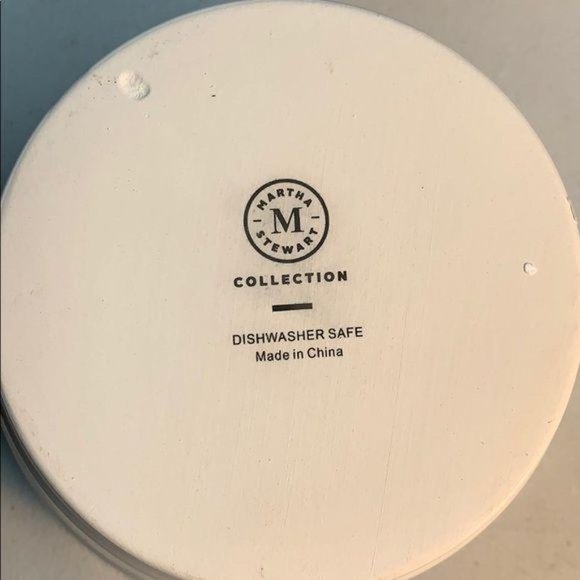 MARTHA
M
STEWART
COLLECTION
DISHWASHER SAFE
Made in China